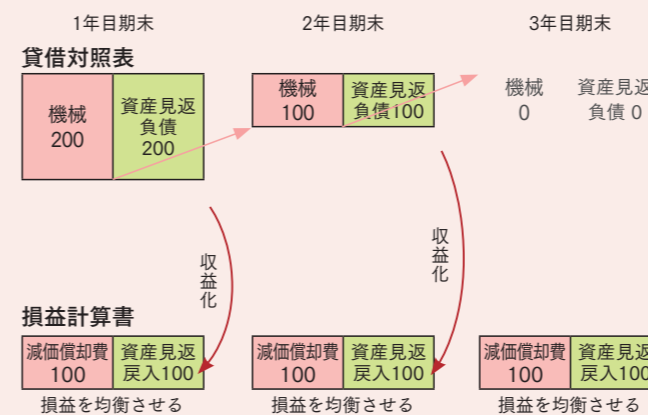 1年目期末
2年目期末
3年目期末
貸借対照表
機械
200
資産見返
負債
200
機械
100
資産見返
負債100
機械
0
資産見返
負債 0
収益化
収益化
損益計算書
減価償却費
100
資産見返
戻入100
減価償却費
100
資産見返
戻入100
減価償却費
100
資産見返
戻入100
損益を均衡させる
損益を均衡させる
損益を均衡させる